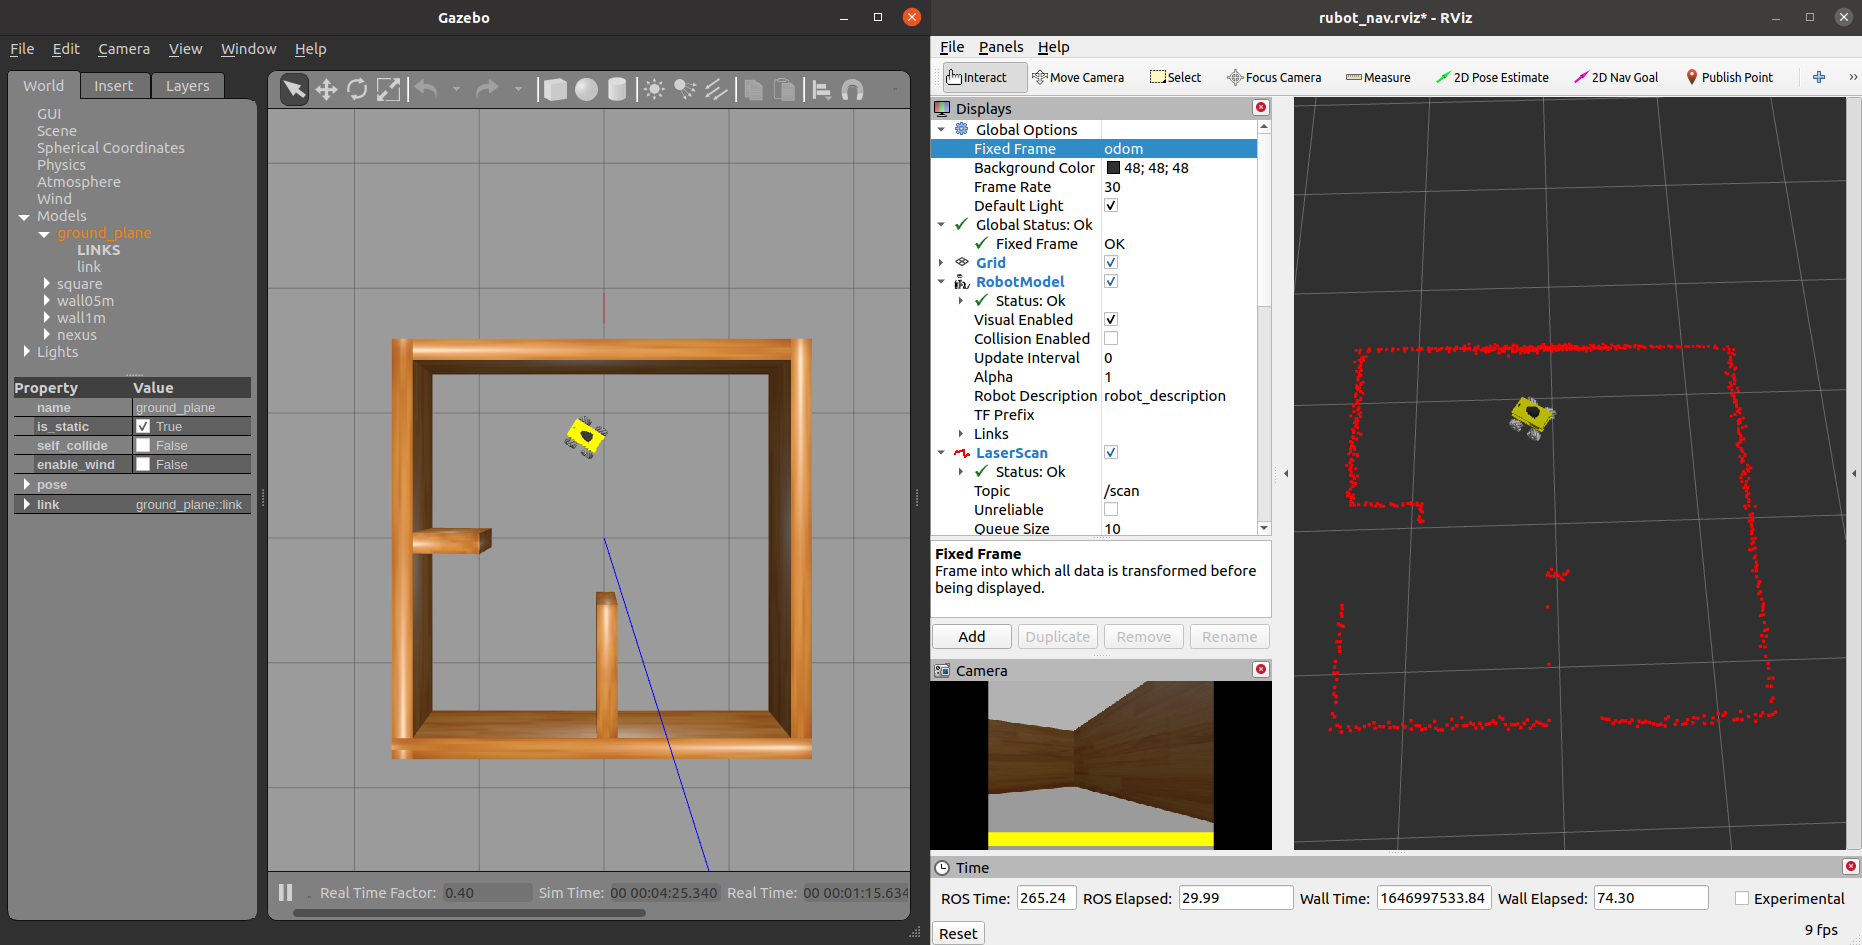 Gazebo
File Edit Camera View Window Help
World Insert Layers
GUI
Scene
Spherical Coordinates
Physics
Atmosphere
Wind
Models
ground_plane
LINKS
link
square
wall05m
wall1m
nexus
Lights
Property Value
name ground_plane
is_static True
self_collide False
enable_wind False
pose
link ground_plane::link
Real Time Factor: 0.40 Sim Time: 00 00:04:25.340 Real Time: 00 00:01:15.634
rubot_nav.rviz* - RViz
File Panels Help
Interact Move Camera Select Focus Camera Measure 2D Pose Estimate 2D Nav Goal Publish Point
Displays
Global Options
Fixed Frame odom
Background Color 48; 48; 48
Frame Rate 30
Default Light
Global Status: Ok
Fixed Frame OK
Grid
RobotModel
Status: Ok
Visual Enabled
Collision Enabled
Update Interval 0
Alpha 1
Robot Description robot_description
TF Prefix
Links
LaserScan
Status: Ok
Topic /scan
Unreliable
Queue Size 10
Fixed Frame
Frame into which all data is transformed before
being displayed.
Add Duplicate Remove Rename
Camera
Time
ROS Time: 265.24 ROS Elapsed: 29.99 Wall Time: 1646997533.84 Wall Elapsed: 74.30 Experimental
Reset 9 fps